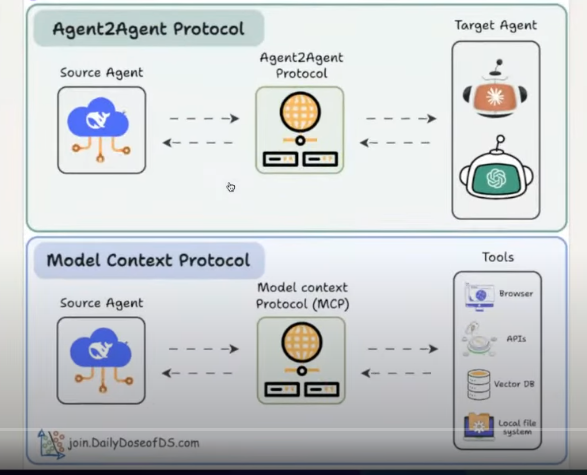 Agent2Agent Protocol
Target Agent
Source Agent
Agent2Agent
Protocol
Model Context Protocol
Tools
Source Agent
Model context
Protocol (MCP)
Browser
APIs
Vector DB
Local file
system
join.DailyDoseofDS.com